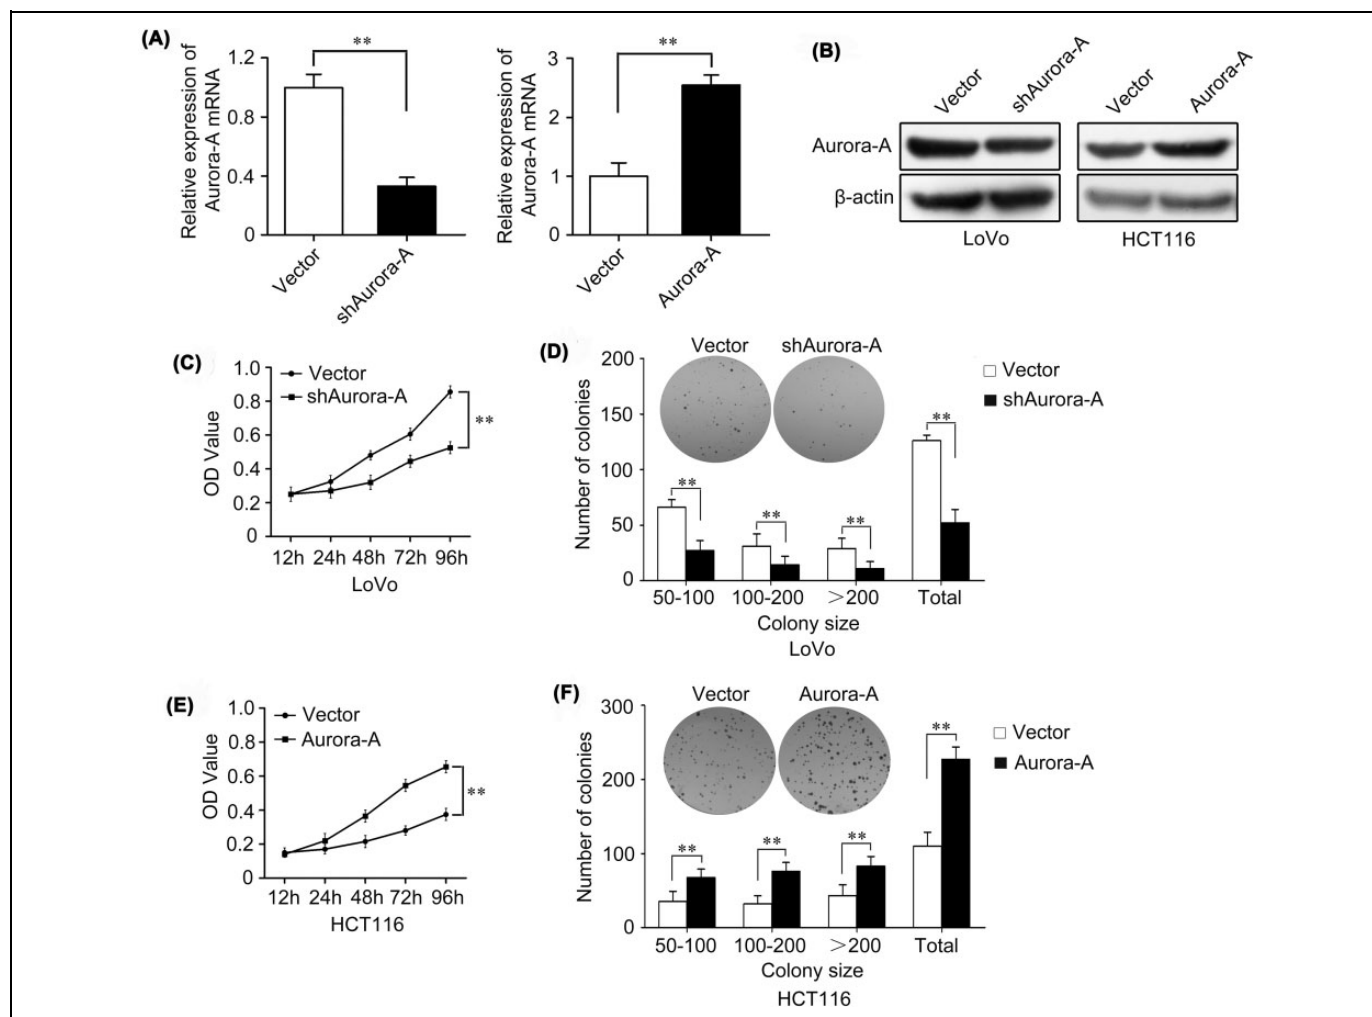 (A)
Relative expression of
Aurora-A mRNA
1.2
0.8
0.4
0
**
Vector
shAurora-A
Relative expression of
Aurora-A mRNA
3
2
1
0
**
Vector
Aurora-A
(B)
Vector
shAurora-A
Vector
Aurora-A
Aurora-A
β-actin
LoVo
HCT116
(C)
OD Value
1.0
0.8
0.6
0.4
0.2
0
Vector
shAurora-A
**
12h 24h 48h 72h 96h
LoVo
(D)
Number of colonies
200
150
100
50
0
Vector shAurora-A
Vector
shAurora-A
**
**
**
**
50-100 100-200 >200 Total
Colony size
LoVo
(E)
OD Value
1.0
0.8
0.6
0.4
0.2
0
Vector
Aurora-A
**
12h 24h 48h 72h 96h
HCT116
(F)
Number of colonies
300
200
100
0
Vector Aurora-A
Vector
Aurora-A
**
**
**
**
50-100 100-200 >200 Total
Colony size
HCT116